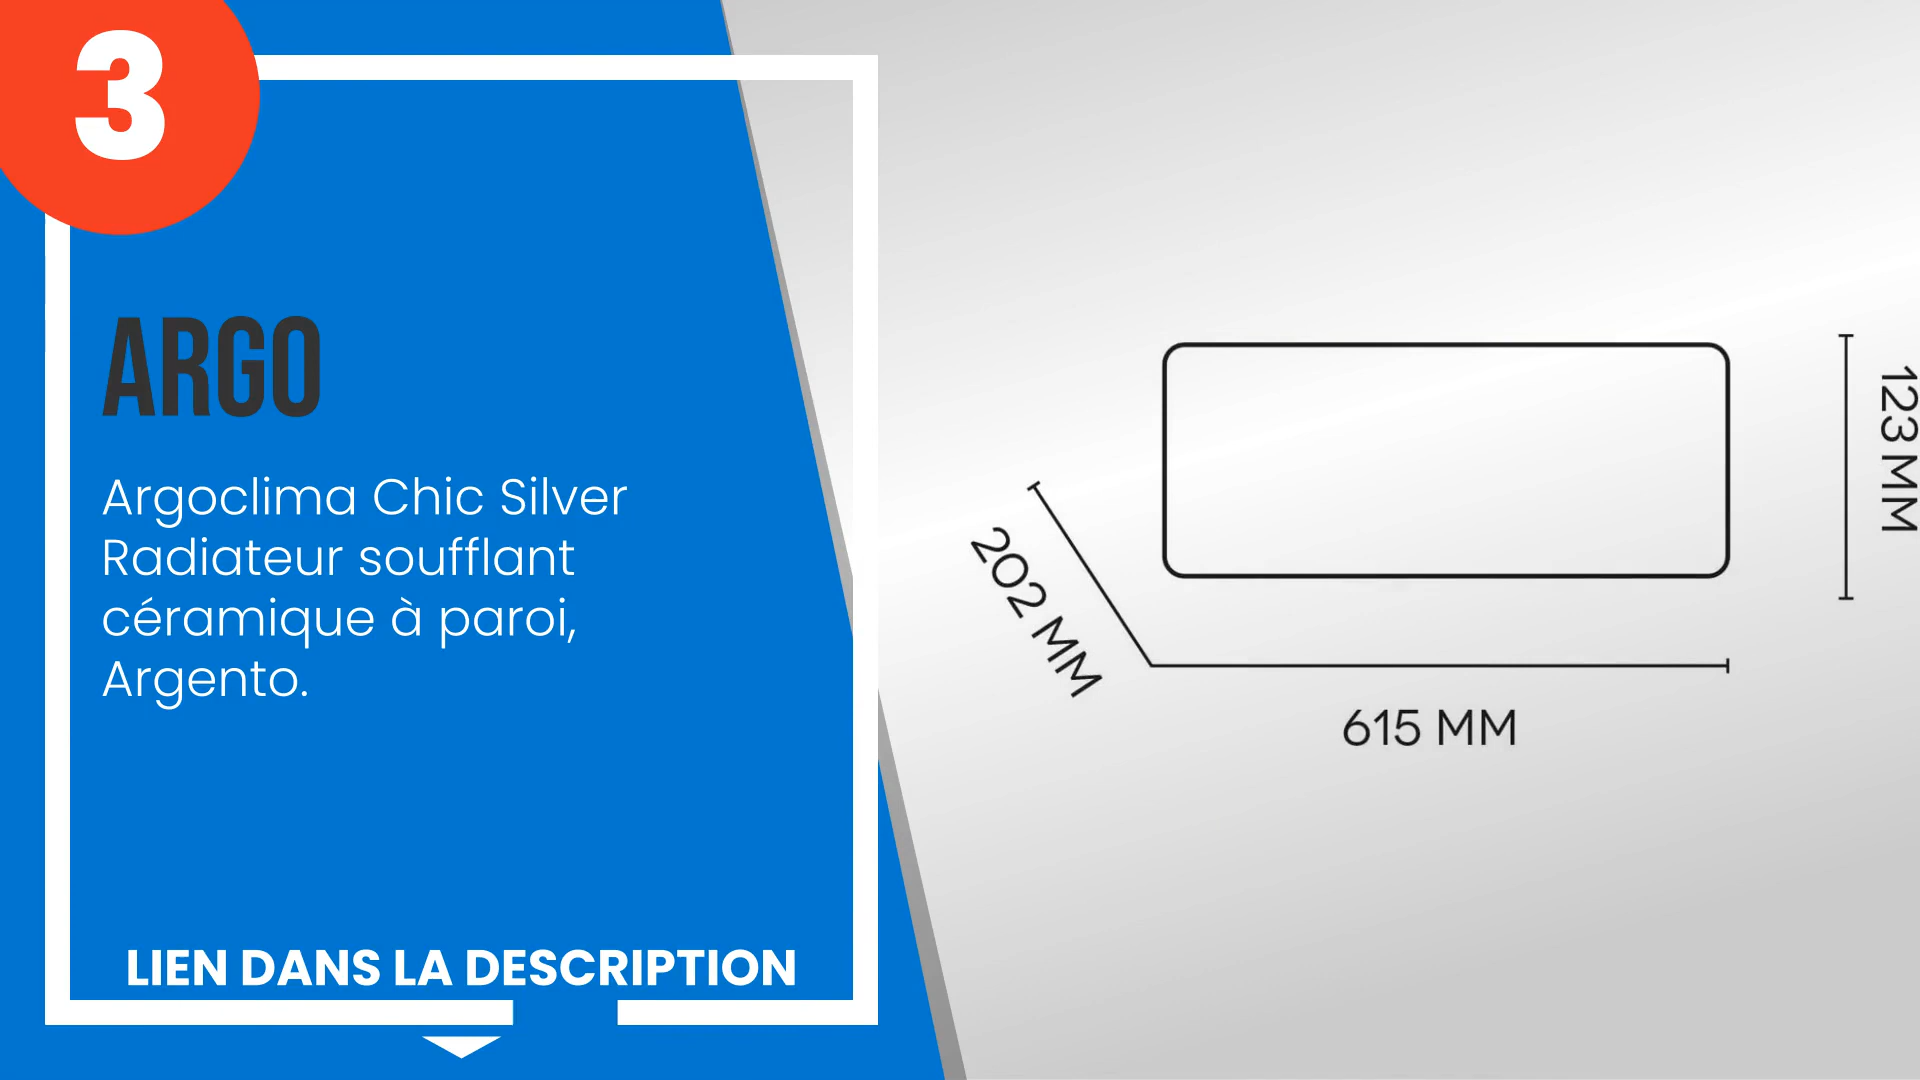 3
ARGO
Argoclima Chic Silver
Radiateur soufflant
céramique à paroi,
Argento.
LIEN DANS LA DESCRIPTION
202 MM
615 MM
123 MM